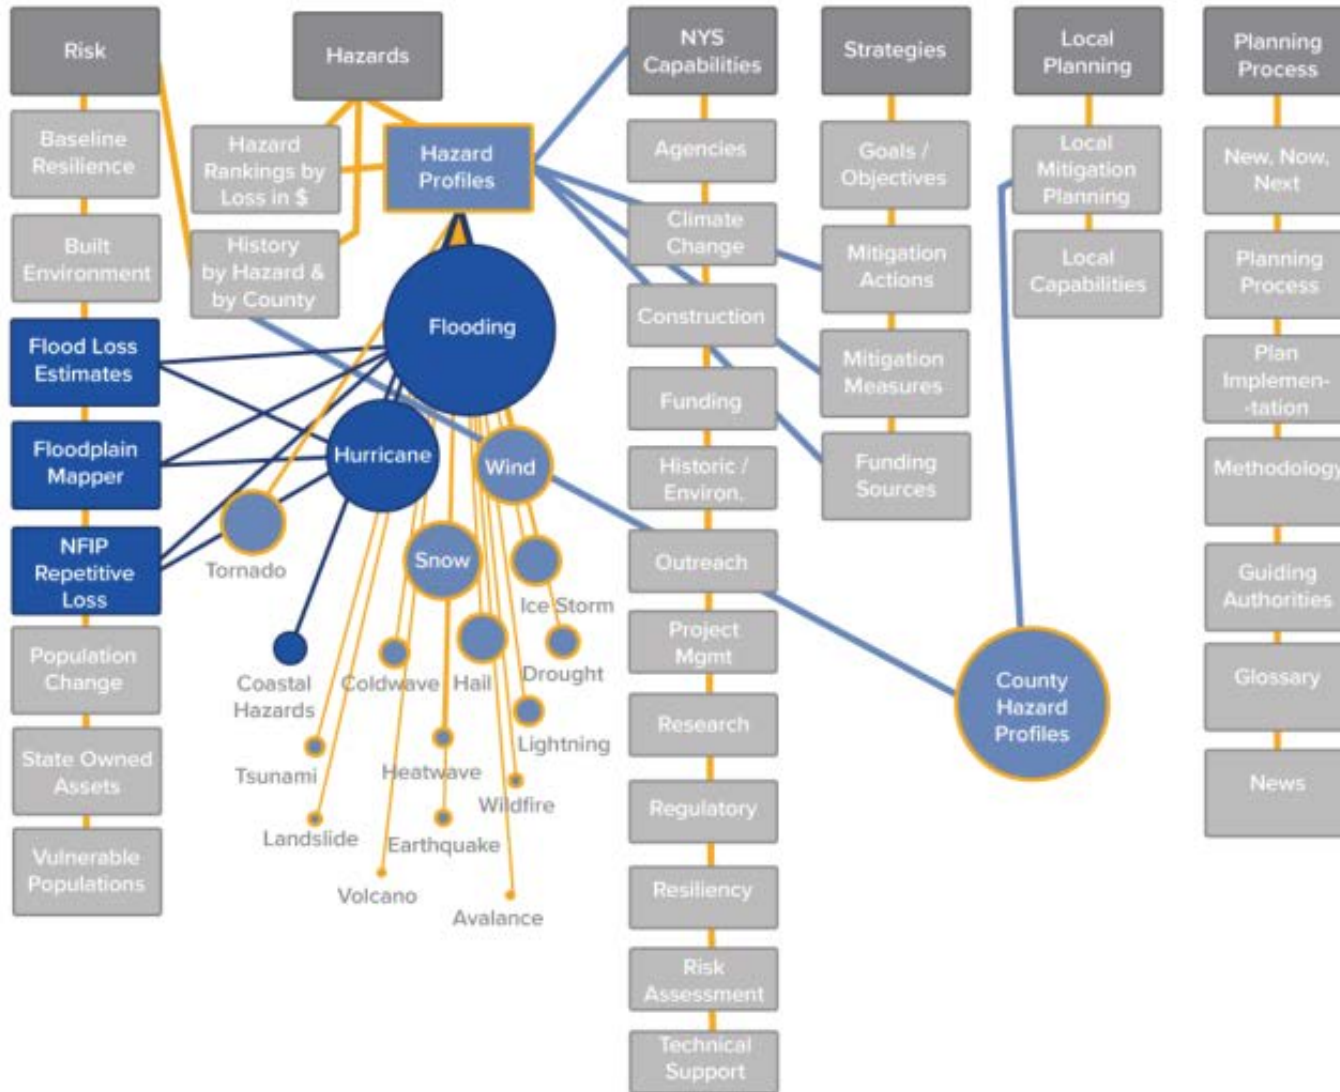 Risk
Baseline
Resilience
Built
Environment
Flood Loss
Estimates
Floodplain
Mapper
NFIP
Repetitive
Loss
Population
Change
State Owned
Assets
Vulnerable
Populations
Hazards
Hazard
Rankings by
Loss in $
History
by Hazard &
by County
Hazard
Profiles
Flooding
Hurricane
Wind
Tornado
Snow
Ice Storm
Coastal
Hazards
Coldwave
Hail
Drought
Lightning
Tsunami
Heatwave
Wildfire
Landslide
Earthquake
Volcano
Avalance
NYS
Capabilities
Agencies
Climate
Change
Construction
Funding
Historic /
Environ.
Outreach
Project
Mgmt
Research
Regulatory
Resiliency
Risk
Assessment
Technical
Support
Strategies
Goals /
Objectives
Mitigation
Actions
Mitigation
Measures
Funding
Sources
Local
Planning
Local
Mitigation
Planning
Local
Capabilities
County
Hazard
Profiles
Planning
Process
New, Now,
Next
Planning
Process
Plan
Implemen-
-tation
Methodology
Guiding
Authorities
Glossary
News